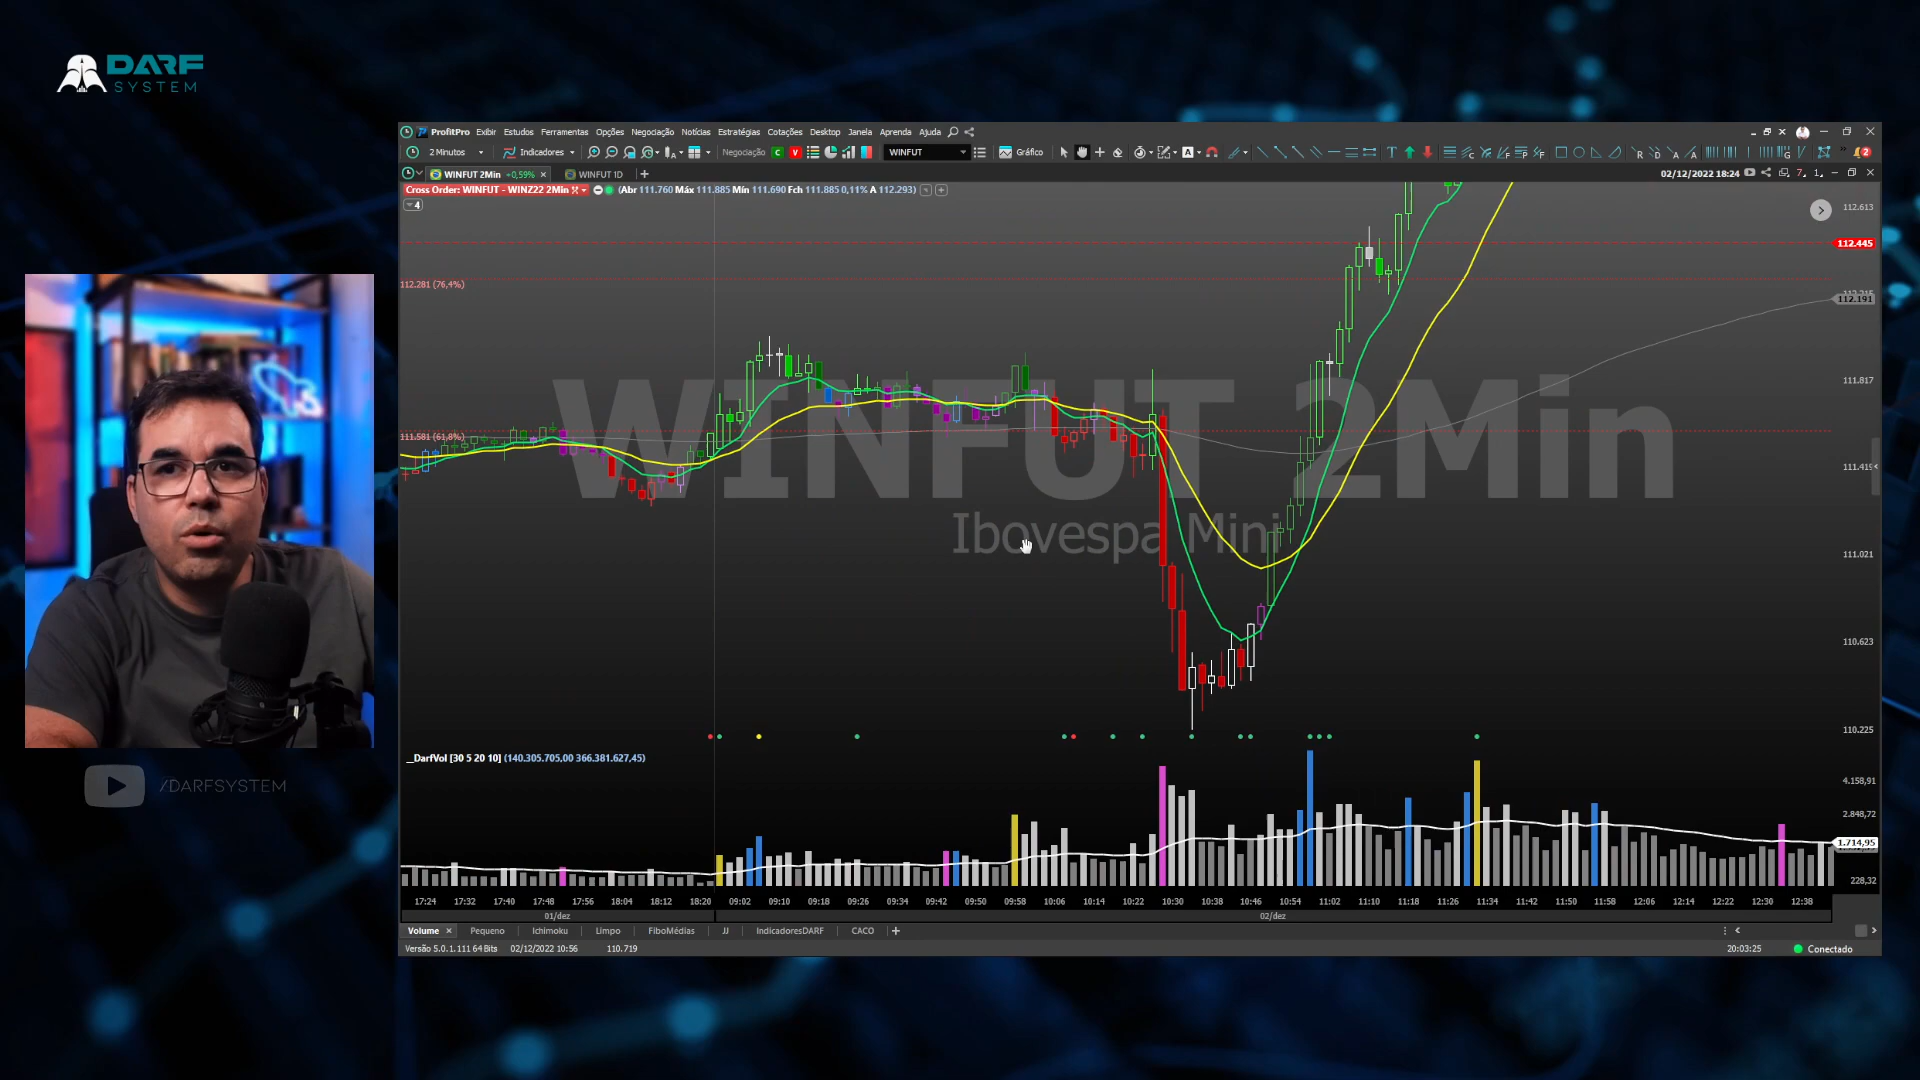 DARF
SYSTEM
ProfitPro Exibir Estudos Ferramentas Opções Negociação Notícias Estratégias Cotações Desktop Janela Aprenda Ajuda
2 Minutos Indicadores Negociação C V WINFUT Gráfico
WINFUT 2Min +0,59% WINFUT 1D 02/12/2022 18:24
Cross Order: WINFUT - WINZ22 2Min (Abr 111.760 Máx 111.885 Mín 111.690 Fch 111.885 0,11% A 112.293)
4
112.613
112.445
112.281 (76,4%)
112.191
111.817
WINFUT 2Min
111.581 (61,8%)
111.415
Ibovespa Mini
111.021
110.623
110.225
__DarfVol [30 5 20 10] (140.305.705,00 366.381.627,45)
4.158,91
2.848,72
1.714,95
228,32
17:24 17:32 17:40 17:48 17:56 18:04 18:12 18:20 09:02 09:10 09:18 09:26 09:34 09:42 09:50 09:58 10:06 10:14 10:22 10:30 10:38 10:46 10:54 11:02 11:10 11:18 11:26 11:34 11:42 11:50 11:58 12:06 12:14 12:22 12:30 12:38
01/dez 02/dez
Volume Pequeno Ichimoku Limpo FiboMédias JJ IndicadoresDARF CACO
Versão 5.0.1.111 64 Bits 02/12/2022 10:56 110.719 20:03:25 Conectado
/DARFSYSTEM